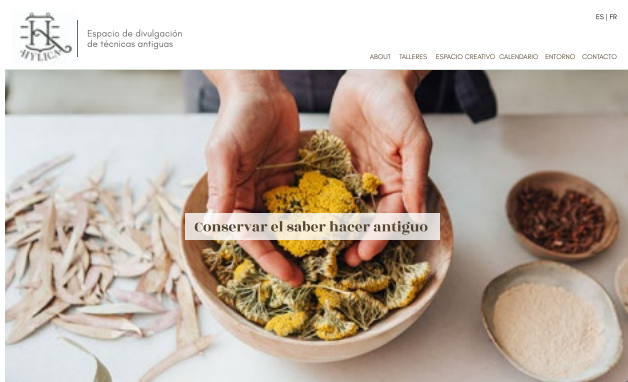 HYLICA
Espacio de divulgación
de técnicas antiguas
ES | FR
ABOUT TALLERES ESPACIO CREATIVO CALENDARIO ENTORNO CONTACTO
Conservar el saber hacer antiguo